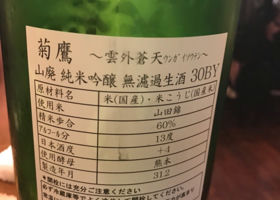 菊鷹 ～雲外蒼天ウンガイソウテン～
山廃 純米吟醸 無濾過生酒 30BY
原材料名 米(国産)・米こうじ(国産米
使用米 山田錦
精米歩合 60%
アルコール分 13度
日本酒度 +4
使用酵母 熊本
製造年月 31.2